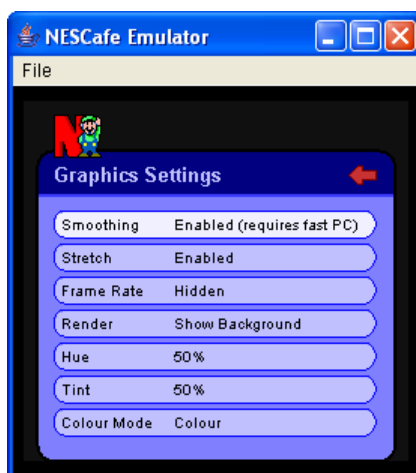 NESCafe Emulator
File
N
Graphics Settings
Smoothing Enabled (requires fast PC)
Stretch Enabled
Frame Rate Hidden
Render Show Background
Hue 50%
Tint 50%
Colour Mode Colour